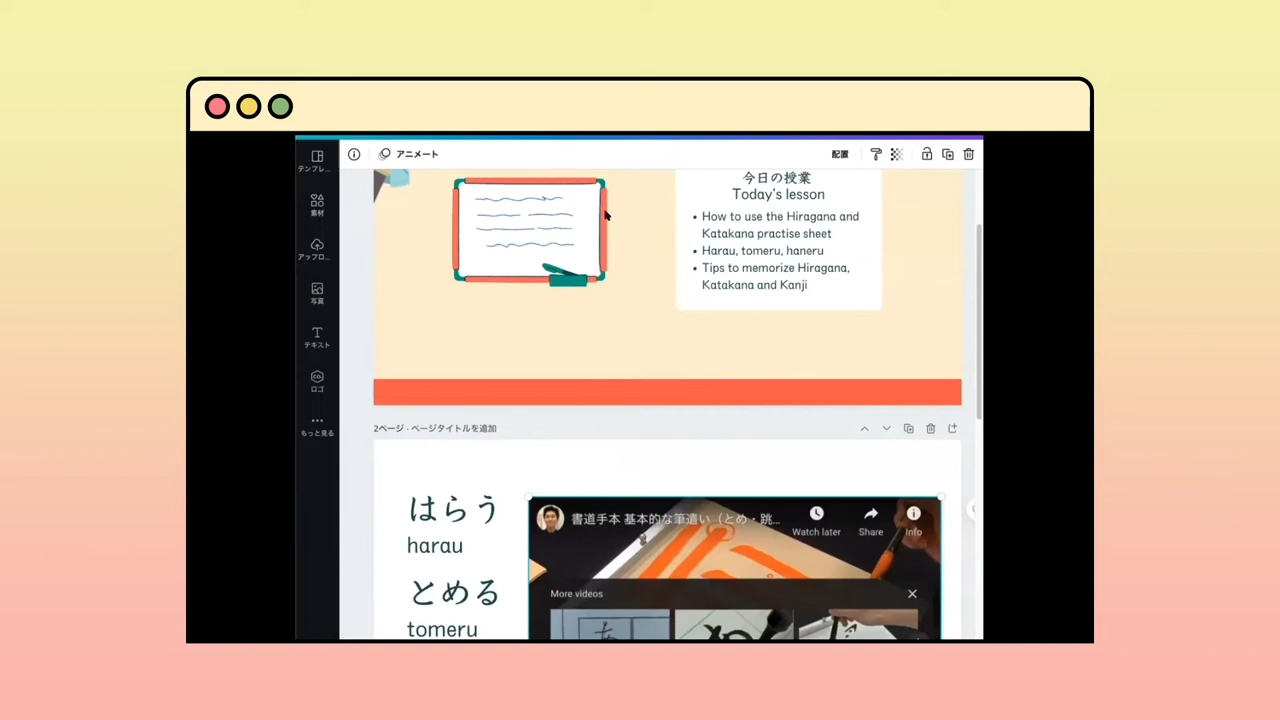 アニメート
配置
テンプレ...
素材
アップロ...
写真
テキスト
CO.
ロゴ
もっと見る
今日の授業
Today's lesson
• How to use the Hiragana and
Katakana practise sheet
• Harau, tomeru, haneru
• Tips to memorize Hiragana,
Katakana and Kanji
2ページ - ページタイトルを追加
はらう
harau
とめる
tomeru
書道手本 基本的な筆遣い（とめ・跳...
Watch later
Share
Info
More videos